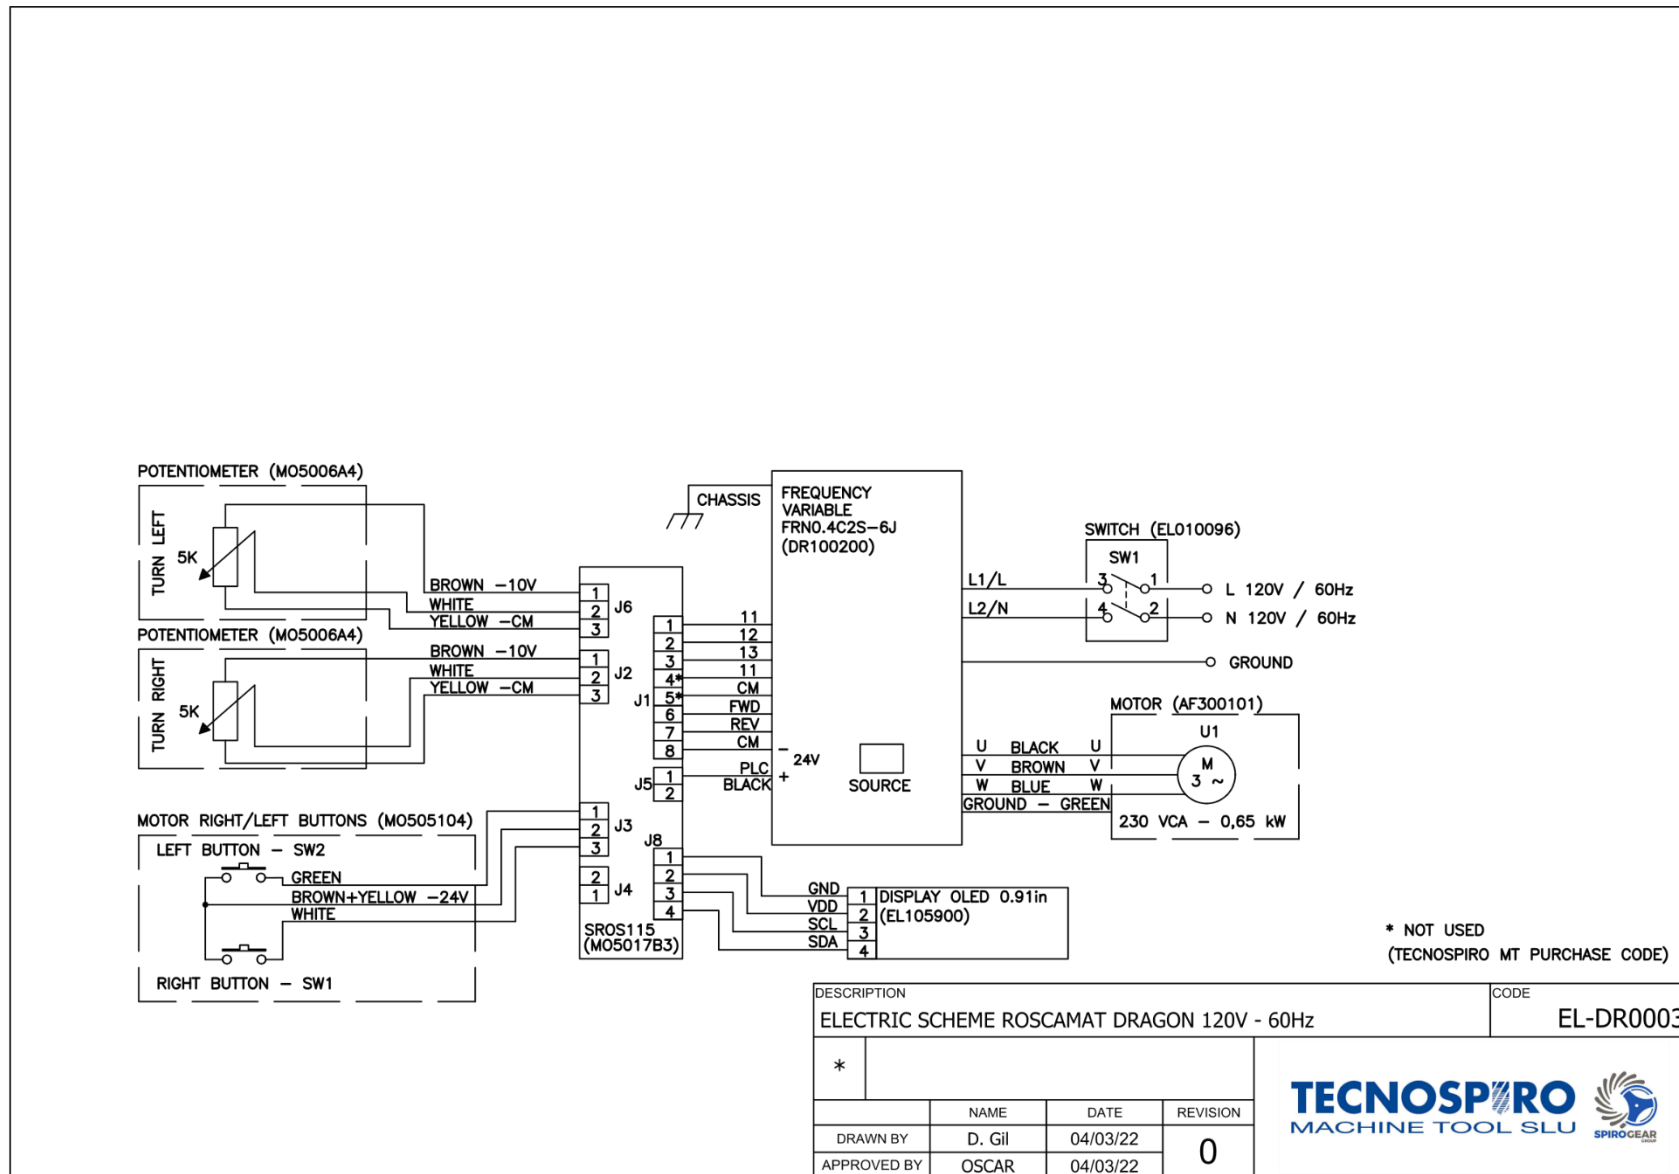 POTENTIOMETER (MO5006A4)
TURN LEFT
5K
BROWN -10V
WHITE
YELLOW -CM
POTENTIOMETER (MO5006A4)
TURN RIGHT
5K
BROWN -10V
WHITE
YELLOW -CM
MOTOR RIGHT/LEFT BUTTONS (MO505104)
LEFT BUTTON - SW2
GREEN
BROWN+YELLOW -24V
WHITE
RIGHT BUTTON - SW1
1
2 J6
3
1
2 J2
3
1
2 J3
3
2
1 J4
SROS115
(MO5017B3)
J1
1
2
3
4*
5*
6
7
8
J5
1
2
J8
1
2
3
4
11
12
13
11
CM
FWD
REV
CM
PLC
BLACK
CHASSIS
FREQUENCY
VARIABLE
FRN0.4C2S-6J
(DR100200)
-
24V
+
SOURCE
L1/L
L2/N
SWITCH (EL010096)
SW1
3 1
4 2
L 120V / 60Hz
N 120V / 60Hz
GROUND
MOTOR (AF300101)
U1
U BLACK U
V BROWN V
W BLUE W
GROUND - GREEN
M
3 ~
230 VCA - 0,65 kW
GND
VDD
SCL
SDA
1
2
3
4
DISPLAY OLED 0.91in
(EL105900)
* NOT USED
(TECNOSPIRO MT PURCHASE CODE)
DESCRIPTION
ELECTRIC SCHEME ROSCAMAT DRAGON 120V - 60Hz
CODE
EL-DR0003
*
NAME DATE REVISION
DRAWN BY D. Gil 04/03/22
0
APPROVED BY OSCAR 04/03/22
TECNOSPIRO
MACHINE TOOL SLU
SPIROGEAR
GROUP